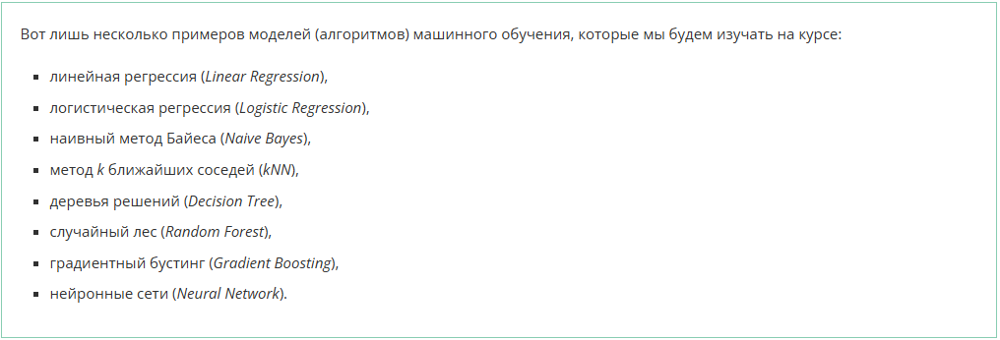 Вот лишь несколько примеров моделей (алгоритмов) машинного обучения, которые мы будем изучать на курсе:
▪ линейная регрессия (Linear Regression),
▪ логистическая регрессия (Logistic Regression),
▪ наивный метод Байеса (Naive Bayes),
▪ метод k ближайших соседей (kNN),
▪ деревья решений (Decision Tree),
▪ случайный лес (Random Forest),
▪ градиентный бустинг (Gradient Boosting),
▪ нейронные сети (Neural Network).